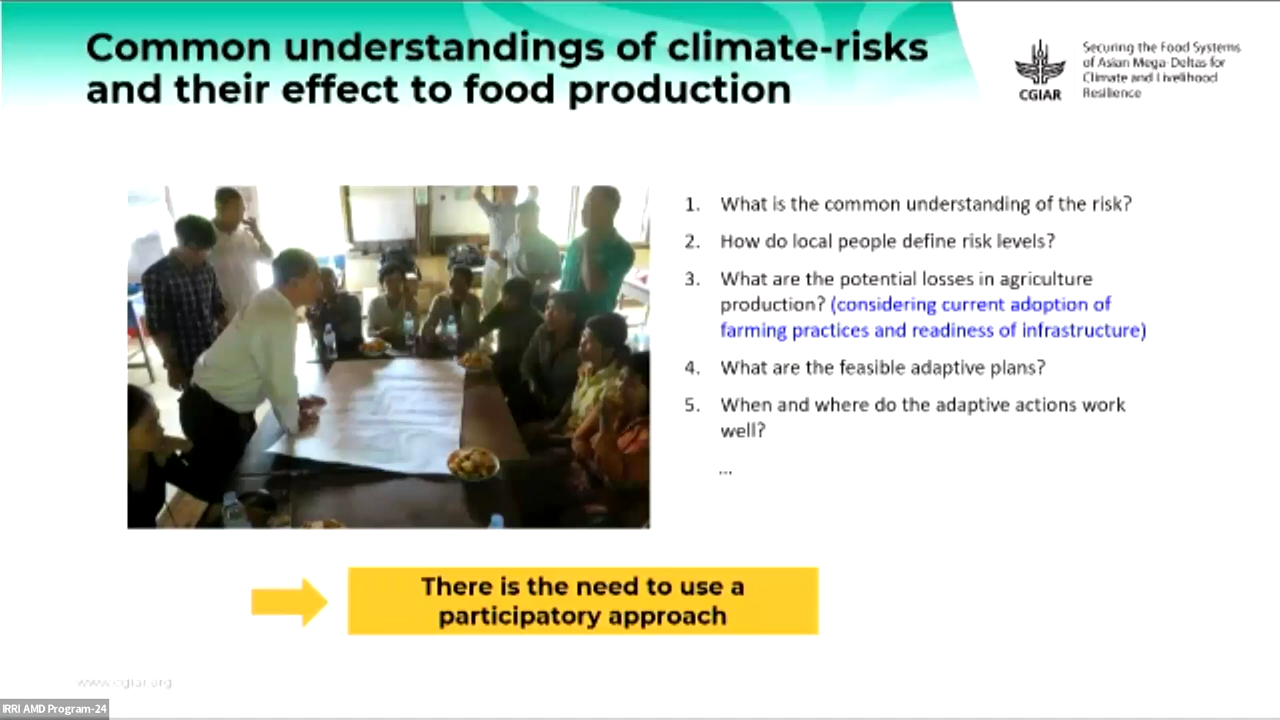 Common understandings of climate-risks
and their effect to food production
CGIAR
Securing the Food Systems
of Asian Mega-Deltas for
Climate and Livelihood
Resilience
1. What is the common understanding of the risk?
2. How do local people define risk levels?
3. What are the potential losses in agriculture
production? (considering current adoption of
farming practices and readiness of infrastructure)
4. What are the feasible adaptive plans?
5. When and where do the adaptive actions work
well?
...
There is the need to use a
participatory approach
www.cgiar.org
IRRI AMD Program-24